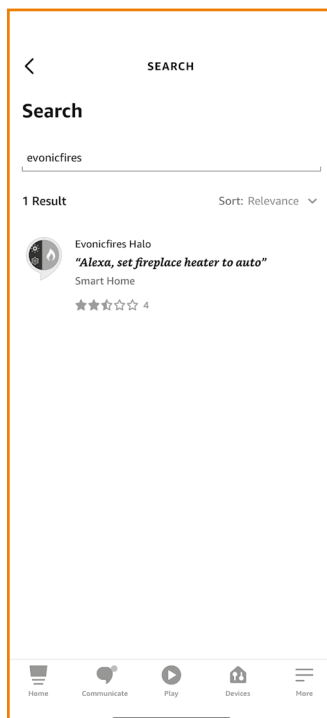 SEARCH
Search
evonicfires
1 Result
Sort: Relevance
Evonicfires Halo
“Alexa, set fireplace heater to auto”
Smart Home
4
Home
Communicate
Play
Devices
More